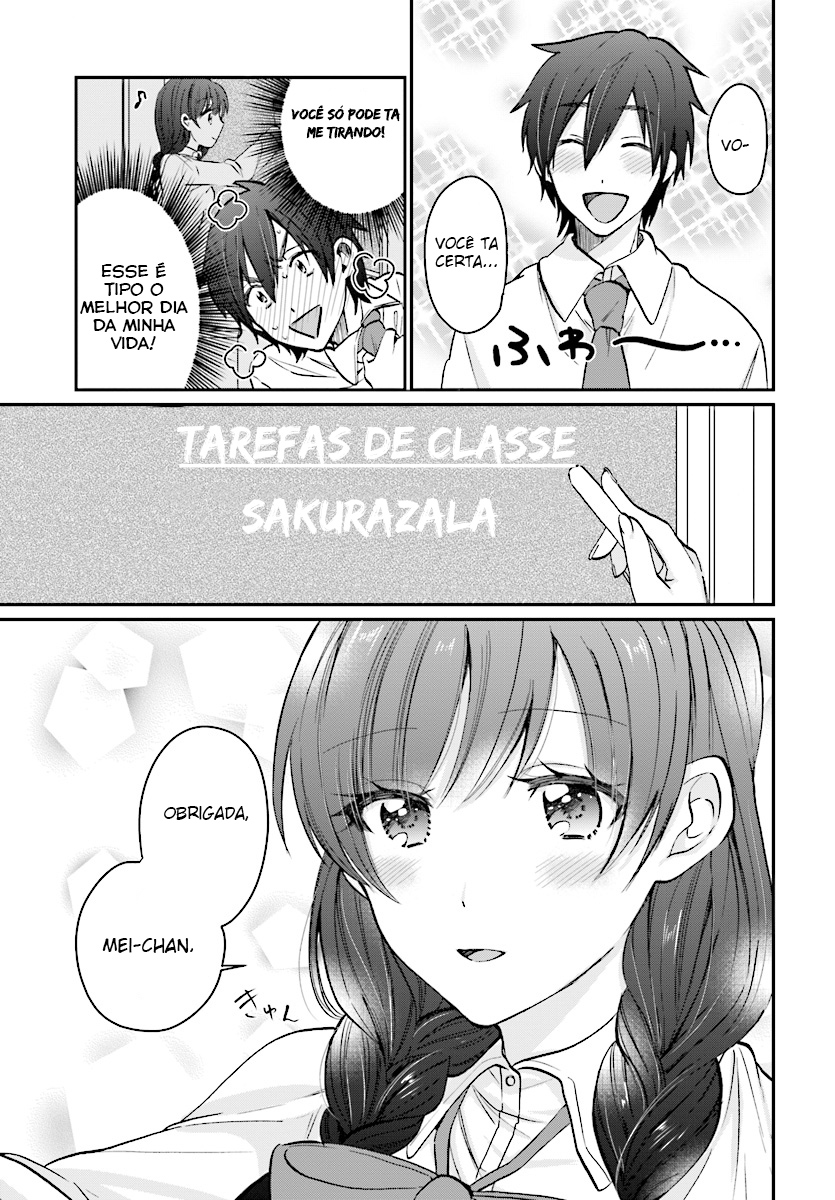 VO-
VOCÊ TA
CERTA...
ふわ〜…
VOCÊ SÓ PODE TA
ME TIRANDO!
♪
ESSE É
TIPO O
MELHOR DIA
DA MINHA
VIDA!
TAREFAS DE CLASSE
SAKURAZALA
OBRIGADA,
MEI-CHAN.
きゅん